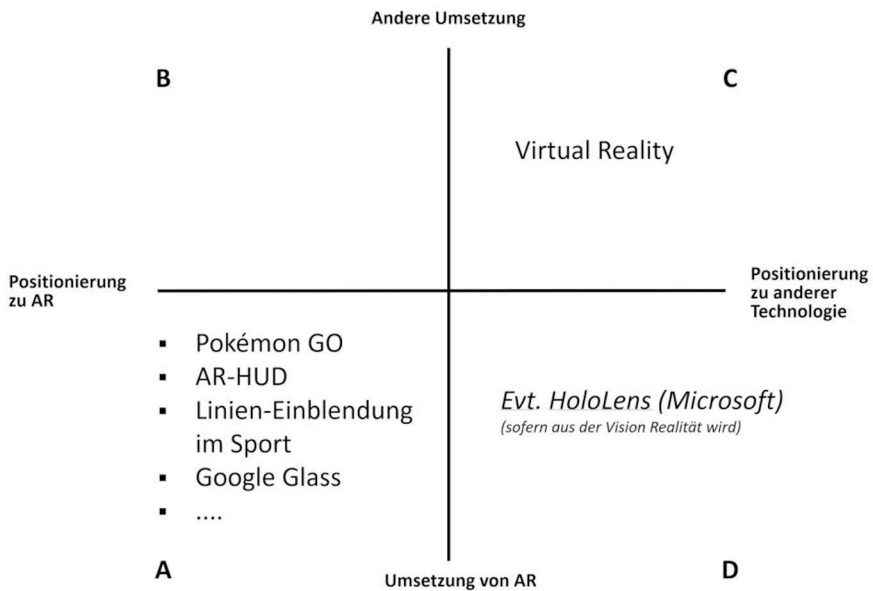 Andere Umsetzung
B
C
Virtual Reality
Positionierung
zu AR
Positionierung
zu anderer
Technologie
▪ Pokémon GO
▪ AR-HUD
▪ Linien-Einblendung
im Sport
▪ Google Glass
▪ ....
Evt. HoloLens (Microsoft)
(sofern aus der Vision Realität wird)
A
Umsetzung von AR
D